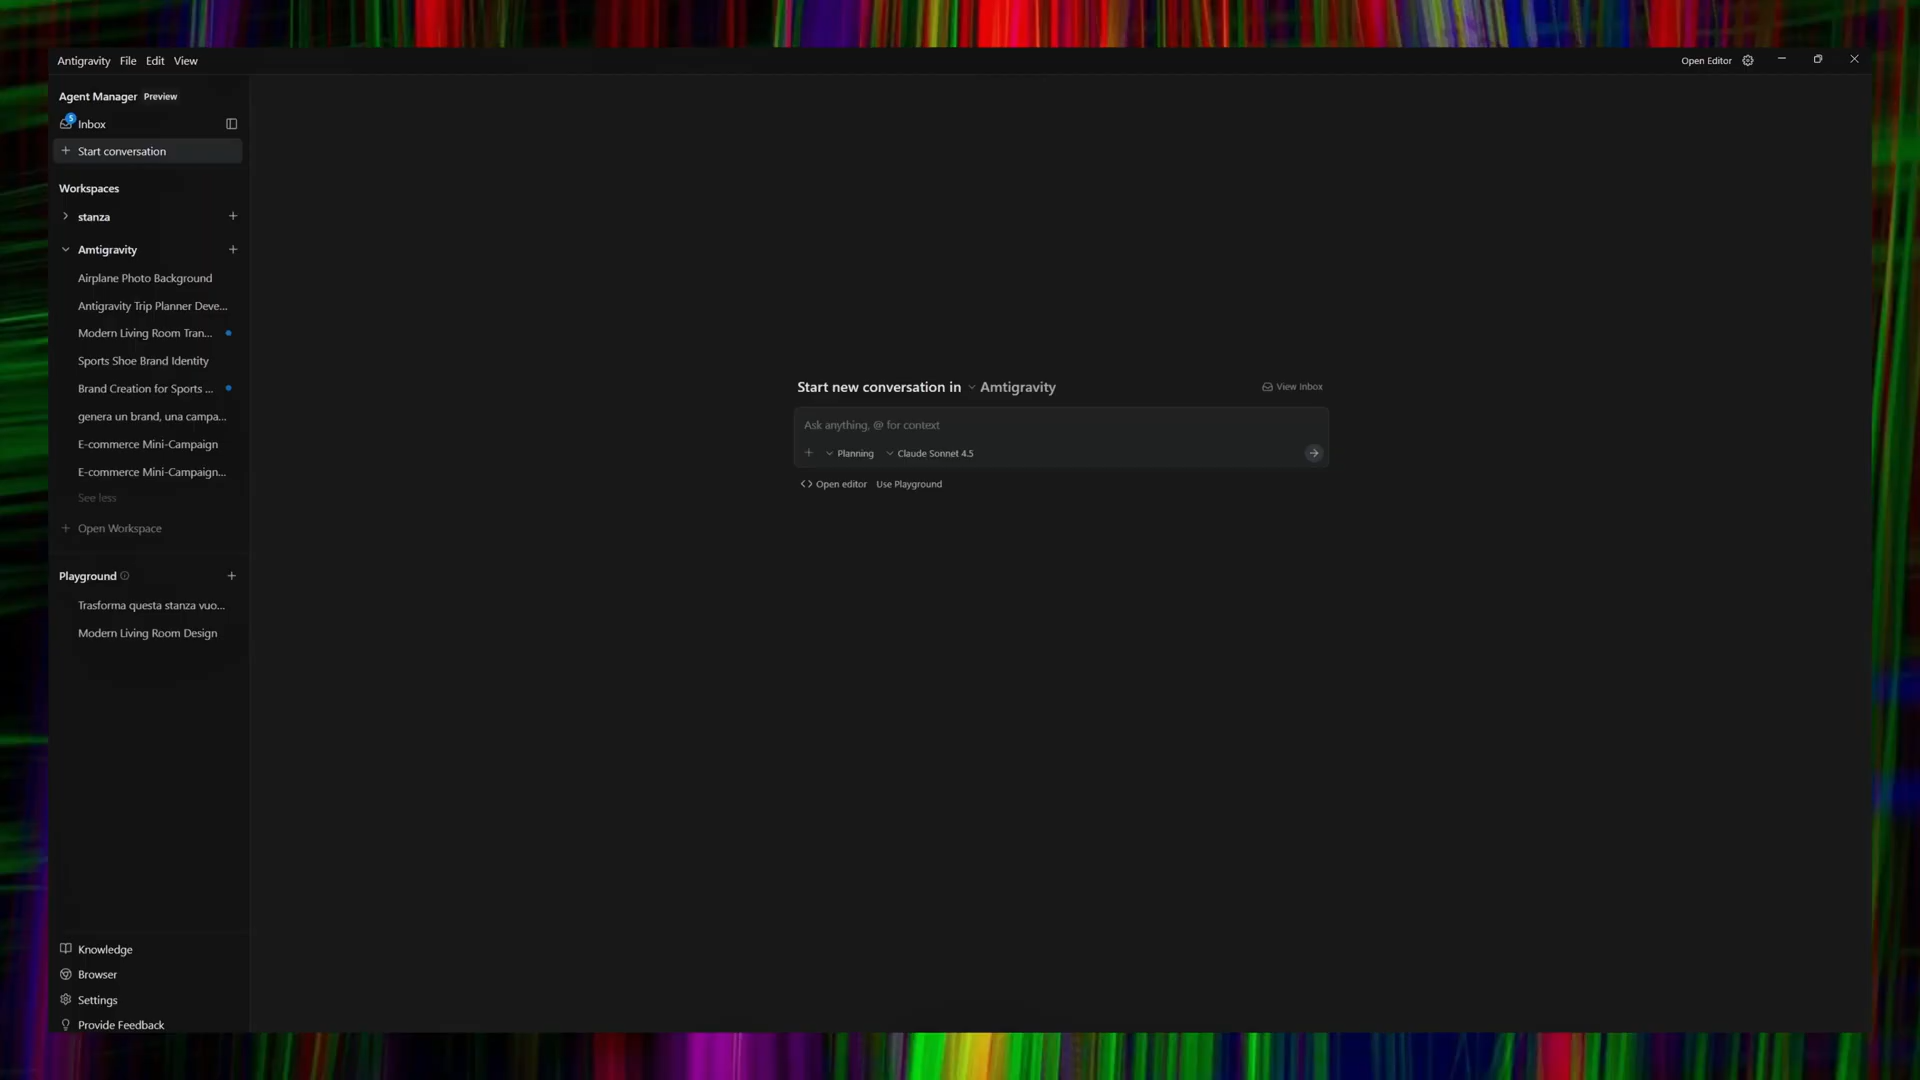 Antigravity File Edit View
Open Editor
Agent Manager Preview
5
Inbox
Start conversation
Workspaces
stanza
Amtigravity
Airplane Photo Background
Antigravity Trip Planner Deve...
Modern Living Room Tran...
Sports Shoe Brand Identity
Brand Creation for Sports ...
genera un brand, una campa...
E-commerce Mini-Campaign
E-commerce Mini-Campaign...
See less
Open Workspace
Playground
Trasforma questa stanza vuo...
Modern Living Room Design
Knowledge
Browser
Settings
Provide Feedback
Start new conversation in Amtigravity
View Inbox
Ask anything, @ for context
Planning Claude Sonnet 4.5
Open editor Use Playground